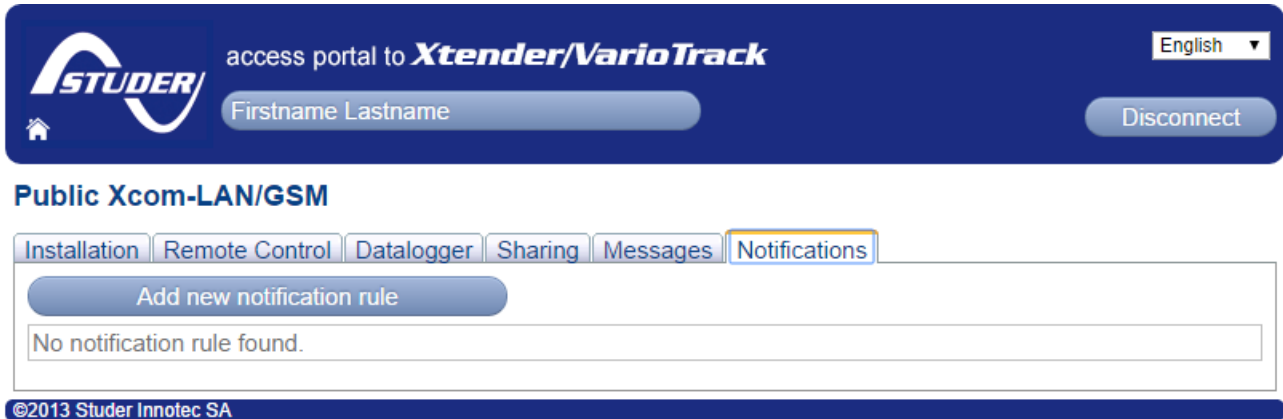 STUDER
access portal to Xtender/VarioTrack
English
Firstname Lastname
Disconnect
Public Xcom-LAN/GSM
Installation Remote Control Datalogger Sharing Messages Notifications
Add new notification rule
No notification rule found.
©2013 Studer Innotec SA